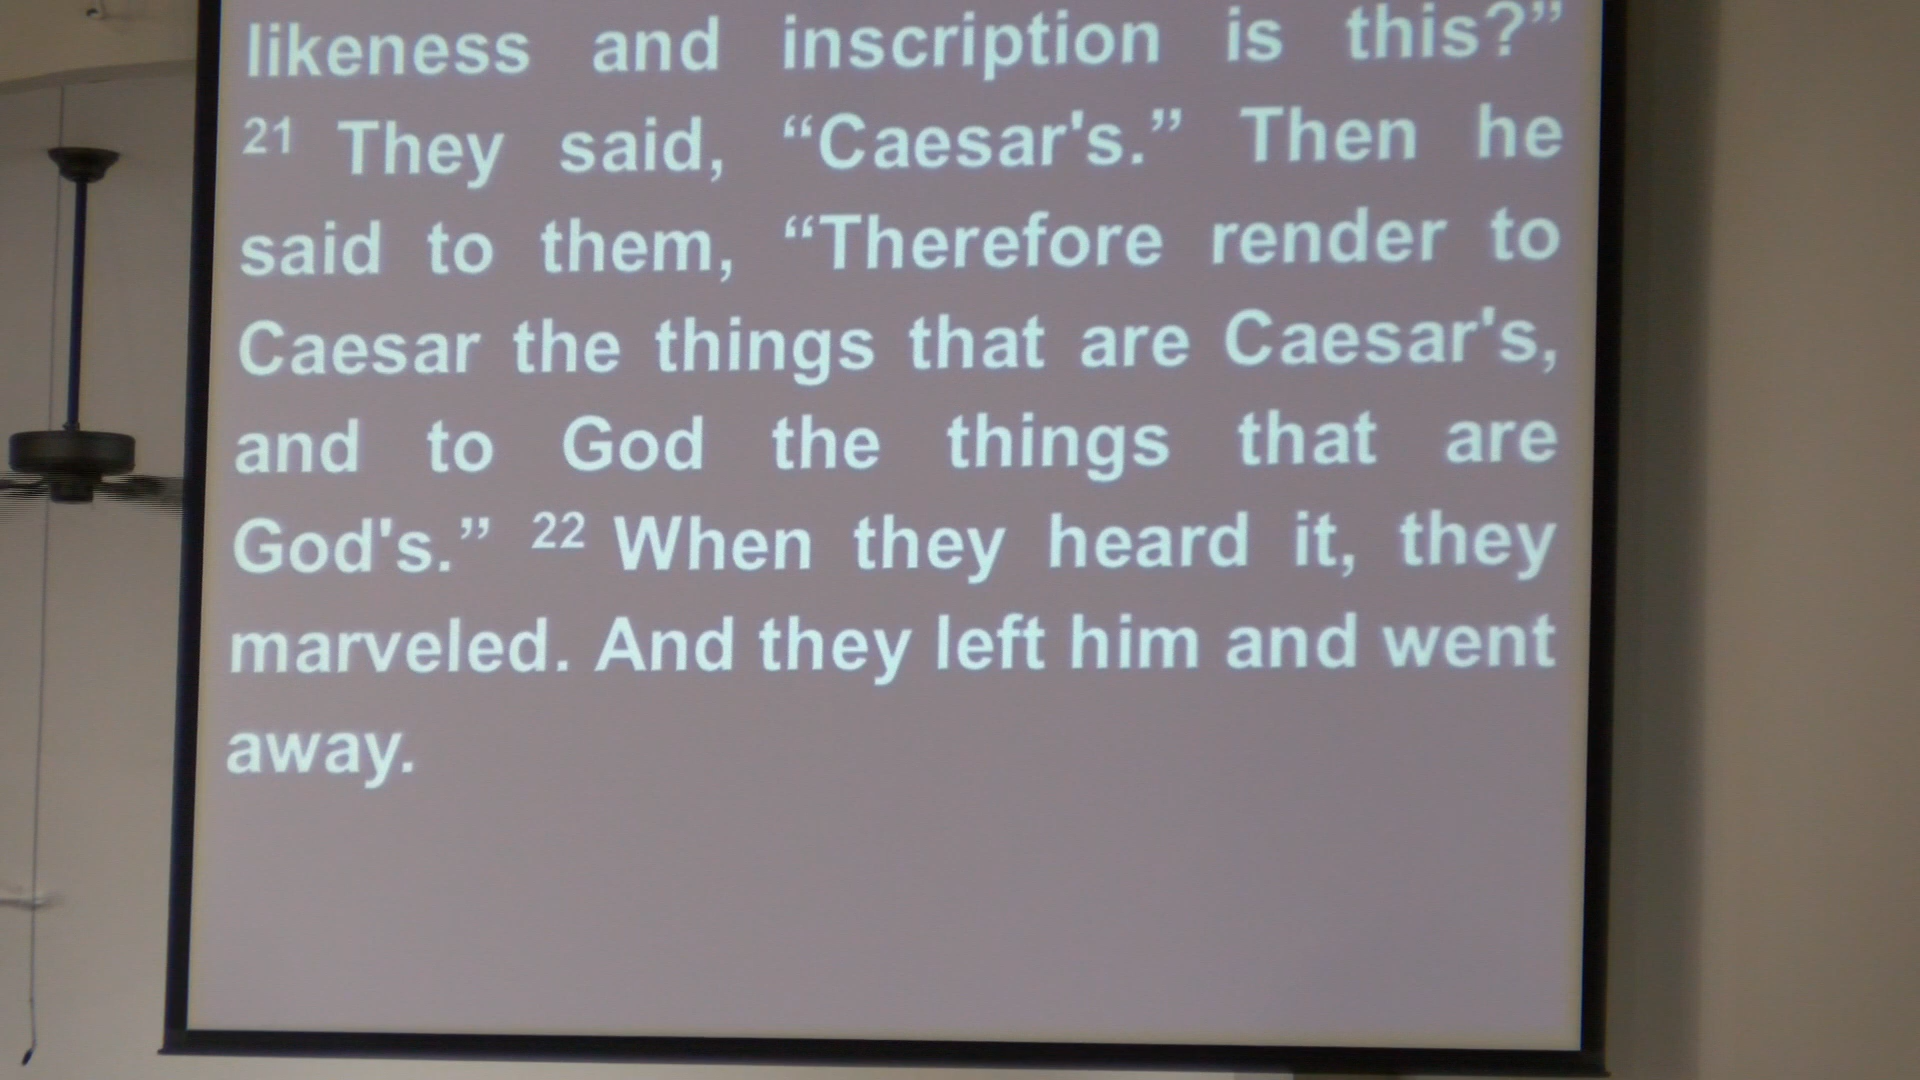 likeness and inscription is this?”
21 They said, “Caesar's.” Then he
said to them, “Therefore render to
Caesar the things that are Caesar's,
and to God the things that are
God's.” 22 When they heard it, they
marveled. And they left him and went
away.